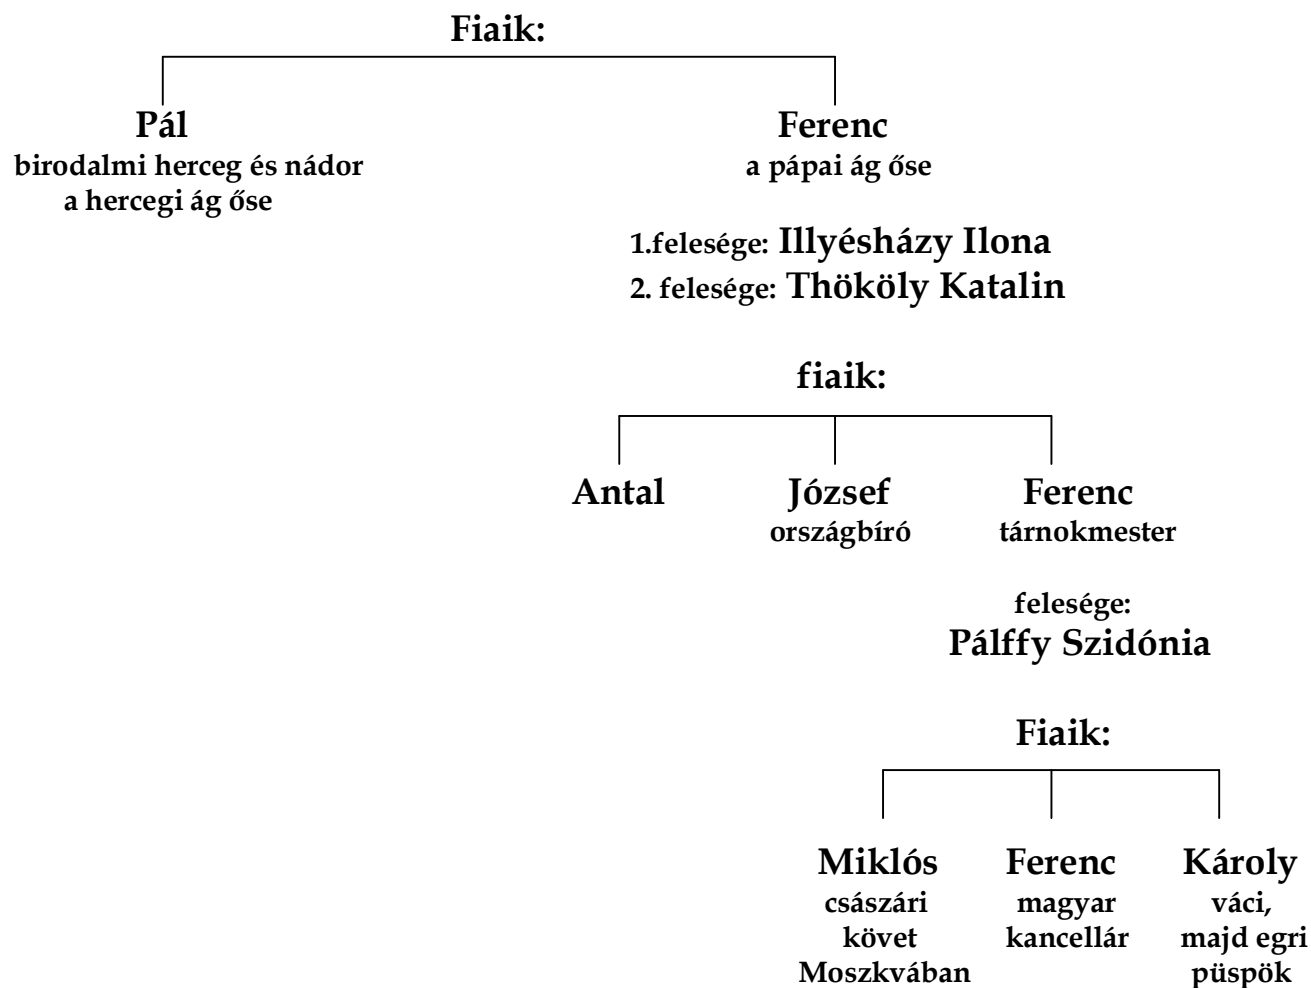 Fiaik:
Pál
birodalmi herceg és nádor
a hercegi ág őse
Ferenc
a pápai ág őse
1.felesége: Illyésházy Ilona
2. felesége: Thököly Katalin
fiaik:
Antal
József
országbíró
Ferenc
tárnokmester
felesége:
Pálffy Szidónia
Fiaik:
Miklós
császári
követ
Moszkvában
Ferenc
magyar
kancellár
Károly
váci,
majd egri
püspök